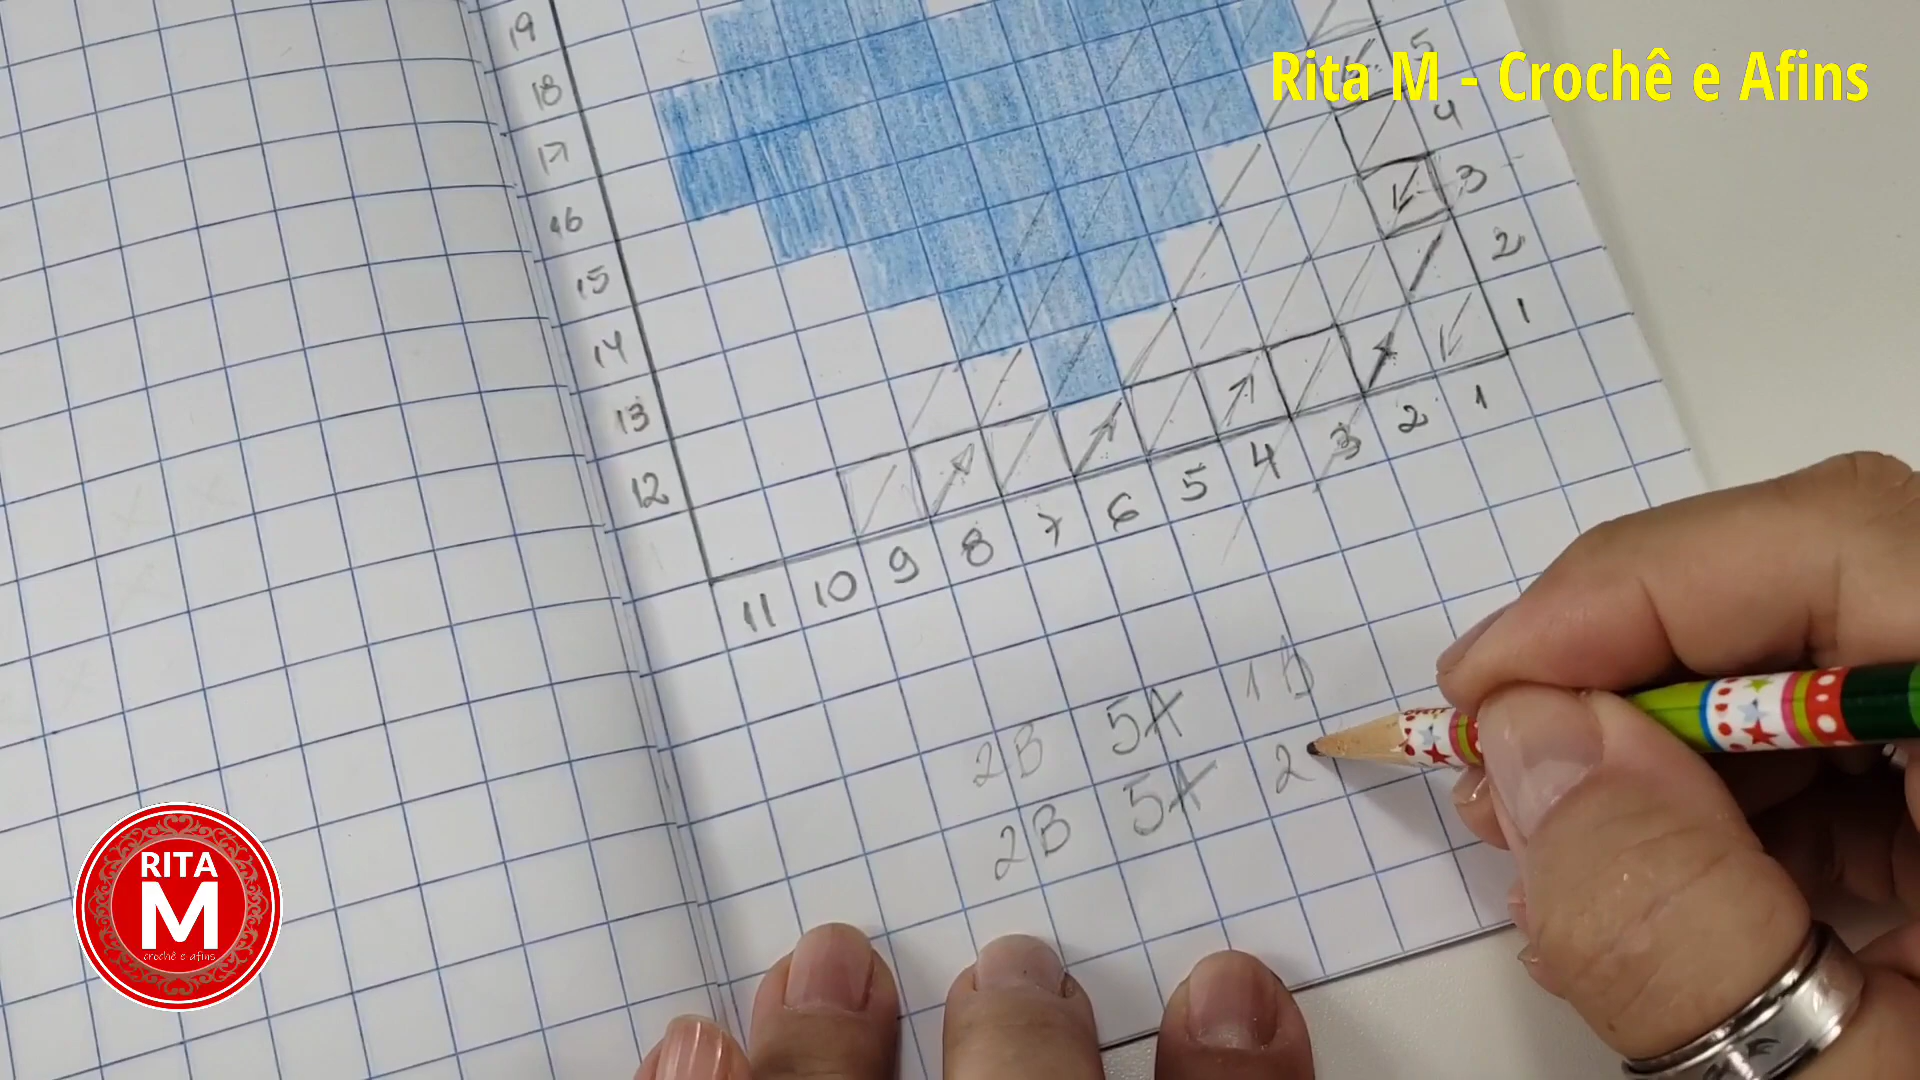 Rita M - Crochê e Afins
19
18
17
16
15
14
13
12
5
4
3
2
1
11 10 9 8 7 6 5 4 3 2 1
2B 5A 1B
2B 5A 2
RITA
M
crochê e afins